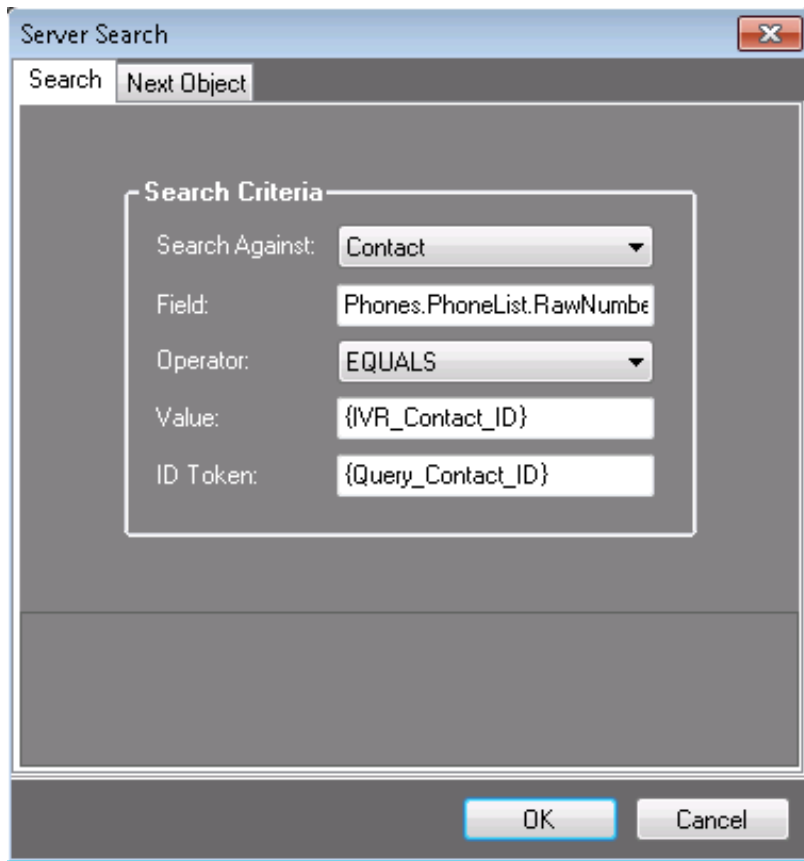 Server Search
Search Next Object
Search Criteria
Search Against: Contact
Field: Phones.PhoneList.RawNumbe
Operator: EQUALS
Value: {IVR_Contact_ID}
ID Token: {Query_Contact_ID}
OK Cancel